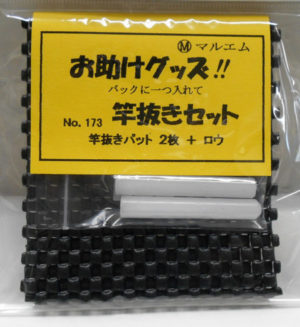 Ⓜ マルエム
お助けグッズ!!
バックに一つ入れて
No.173 竿抜きセット
竿抜きパット 2枚 + ロウ